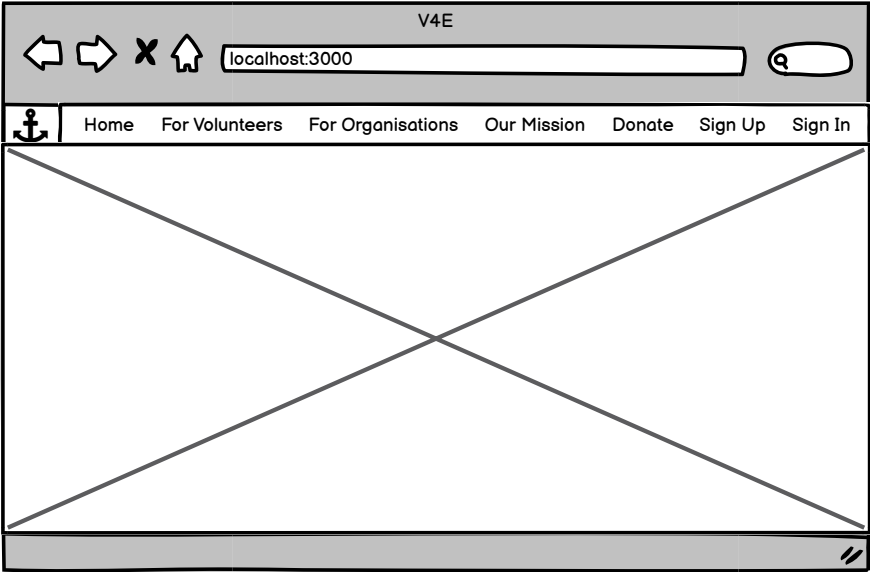 V4E
localhost:3000
Home For Volunteers For Organisations Our Mission Donate Sign Up Sign In